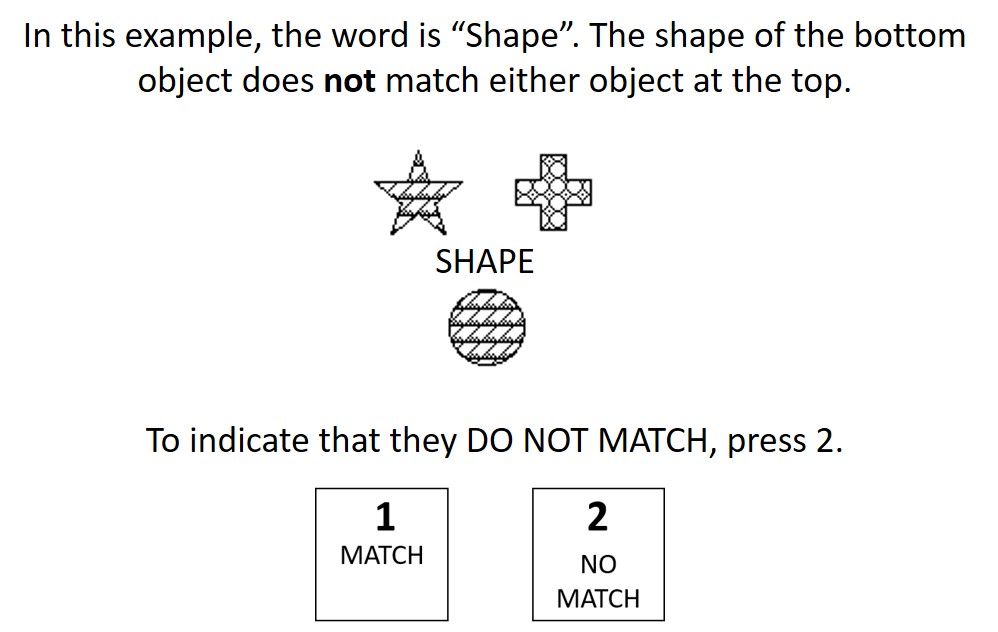 In this example, the word is “Shape”. The shape of the bottom
object does not match either object at the top.
SHAPE
To indicate that they DO NOT MATCH, press 2.
1
MATCH
2
NO
MATCH